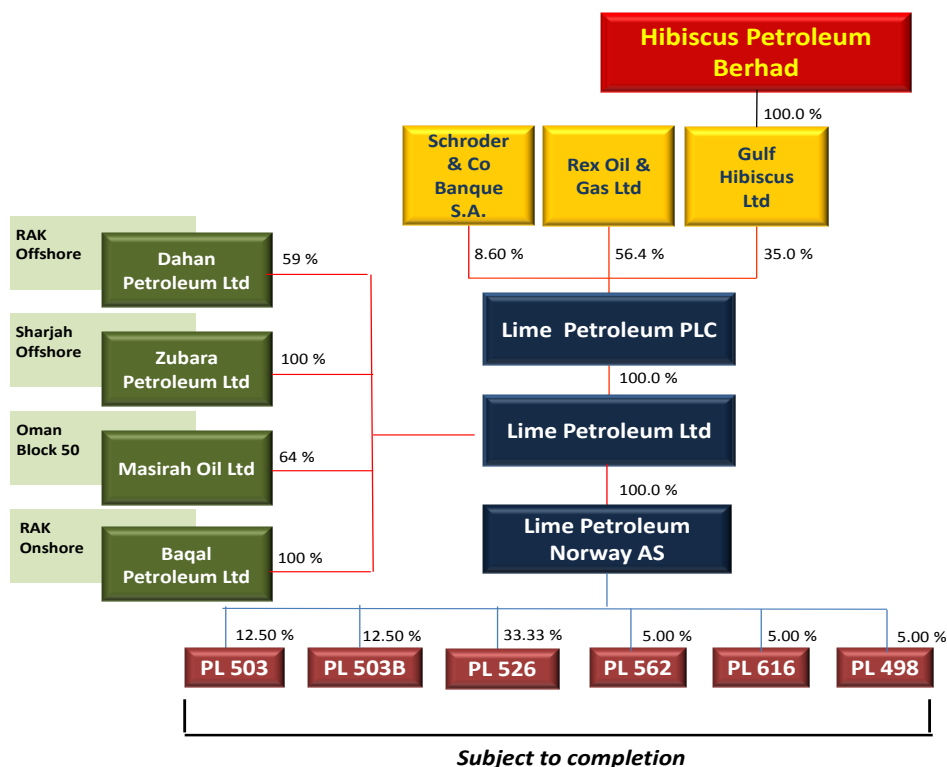 Hibiscus Petroleum
Berhad
100.0 %
Schroder
& Co
Banque
S.A.
Rex Oil &
Gas Ltd
Gulf
Hibiscus
Ltd
8.60 %
56.4 %
35.0 %
RAK
Offshore
Dahan
Petroleum Ltd
59 %
Sharjah
Offshore
Zubara
Petroleum Ltd
100 %
Oman
Block 50
Masirah Oil Ltd
64 %
RAK
Onshore
Baqal
Petroleum Ltd
100 %
Lime Petroleum PLC
100.0 %
Lime Petroleum Ltd
100.0 %
Lime Petroleum
Norway AS
12.50 %
12.50 %
33.33 %
5.00 %
5.00 %
5.00 %
PL 503
PL 503B
PL 526
PL 562
PL 616
PL 498
Subject to completion